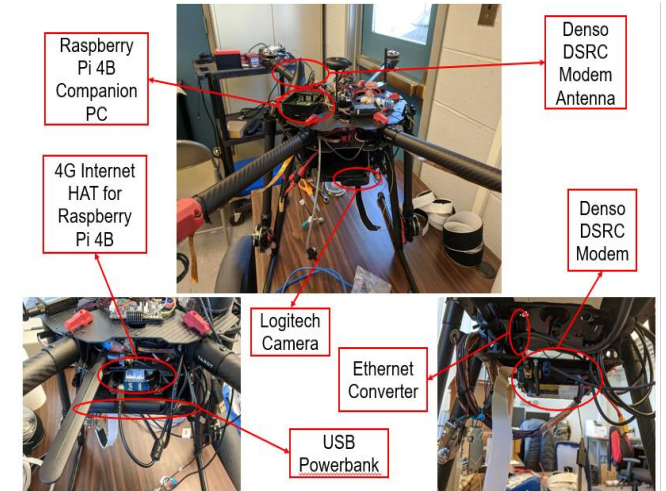 Raspberry
Pi 4B
Companion
PC
Denso
DSRC
Modem
Antenna
4G Internet
HAT for
Raspberry
Pi 4B
Denso
DSRC
Modem
Logitech
Camera
Ethernet
Converter
USB
Powerbank